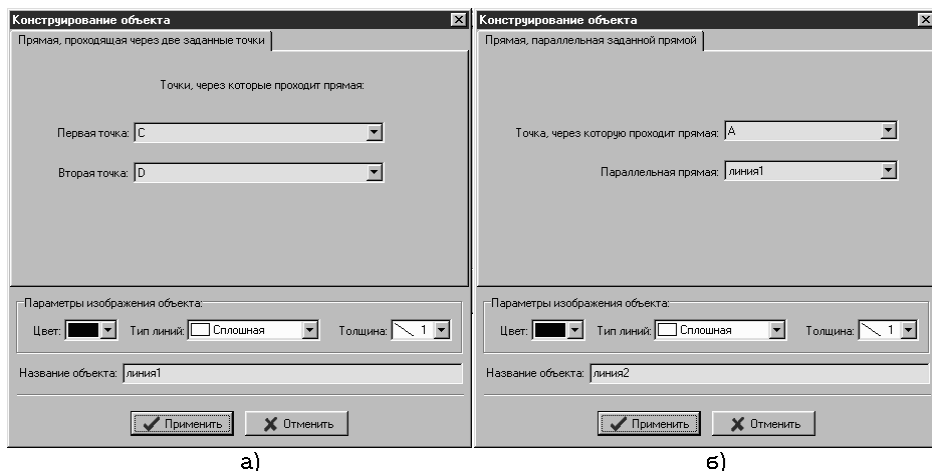 Конструирование объекта
Прямая, проходящая через две заданные точки
Точки, через которые проходит прямая:
Первая точка: C
Вторая точка: D
Параметры изображения объекта:
Цвет: Тип линий: Сплошная Толщина: 1
Название объекта: линия1
Применить Отменить
а)
Конструирование объекта
Прямая, параллельная заданной прямой
Точка, через которую проходит прямая: A
Параллельная прямая: линия1
Параметры изображения объекта:
Цвет: Тип линий: Сплошная Толщина: 1
Название объекта: линия2
Применить Отменить
б)